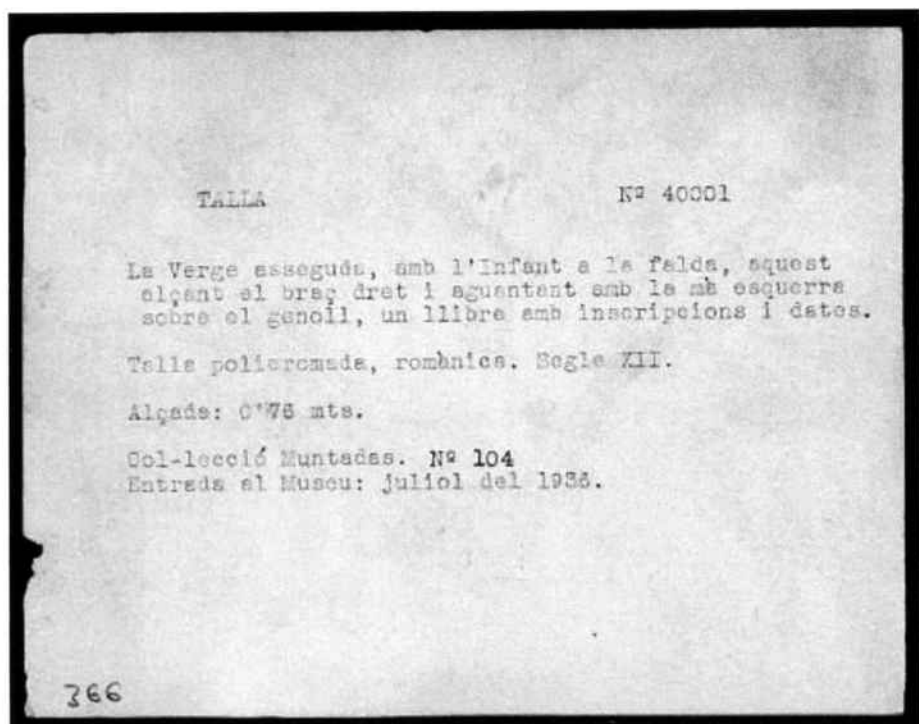 TALLA Nº 40001
La Verge asseguda, amb l'Infant a la falda, aquest
alçant el braç dret i aguantant amb la mà esquerra
sobre el genoll, un llibre amb inscripcions i dates.
Talla policromada, romànica. Segle XII.
Alçada: 0'76 mts.
Col-lecció Muntadas. Nº 104
Entrada al Museu: juliol del 1936.
366